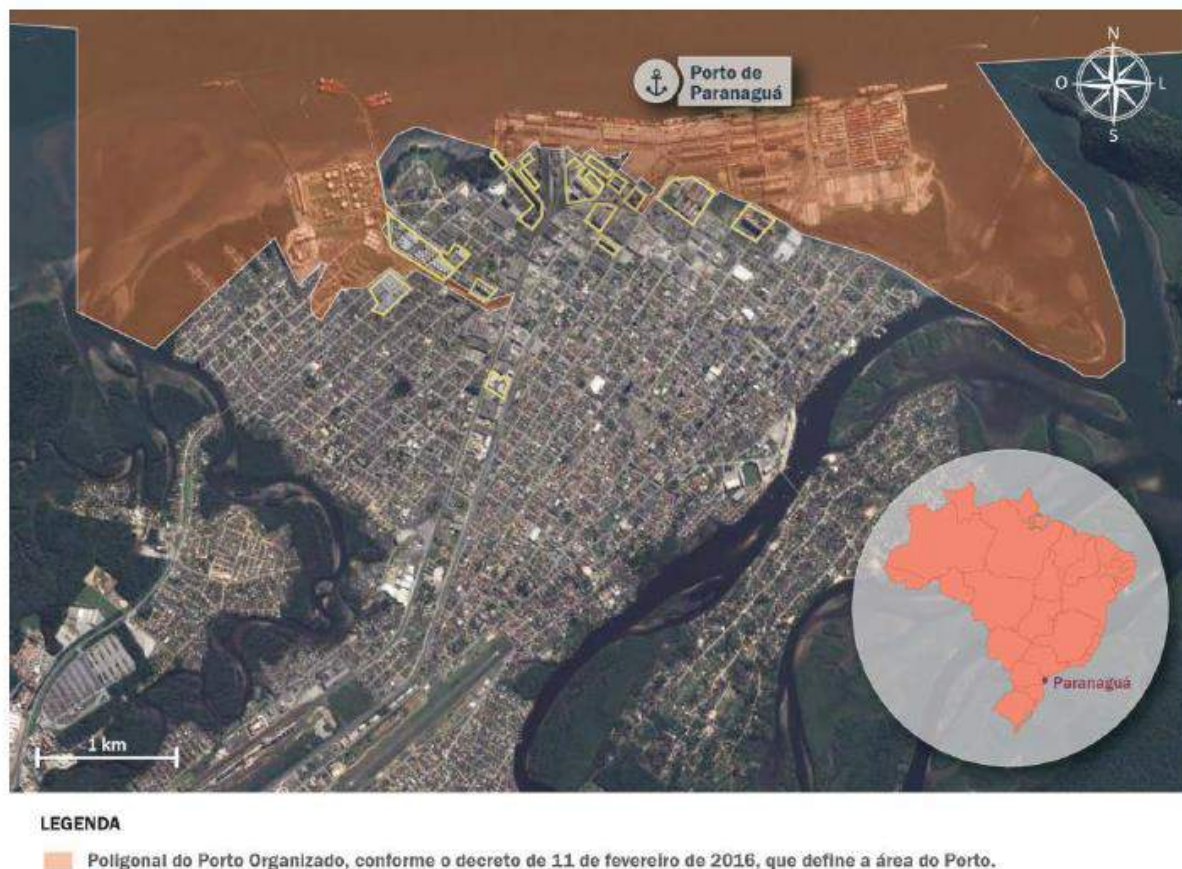 N
Porto de
Paranaguá
O
L
S
Paranaguá
1 km
LEGENDA
Poligonal do Porto Organizado, conforme o decreto de 11 de fevereiro de 2016, que define a área do Porto.